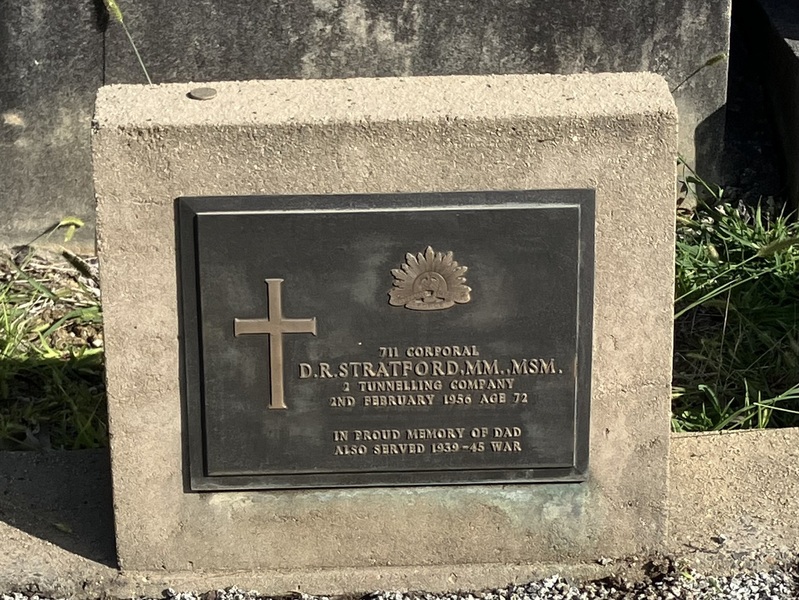 711 CORPORAL
D.R.STRATFORD.MM.,MSM.
2 TUNNELLING COMPANY
2ND FEBRUARY 1956 AGE 72
IN PROUD MEMORY OF DAD
ALSO SERVED 1939-45 WAR